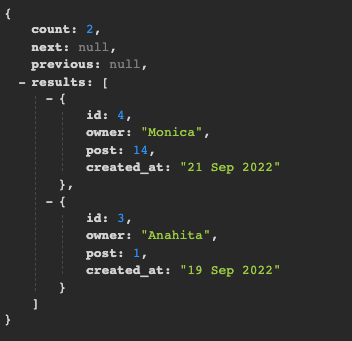 {
count: 2,
next: null,
previous: null,
- results: [
- {
id: 4,
owner: "Monica",
post: 14,
created_at: "21 Sep 2022"
},
- {
id: 3,
owner: "Anahita",
post: 1,
created_at: "19 Sep 2022"
}
]
}